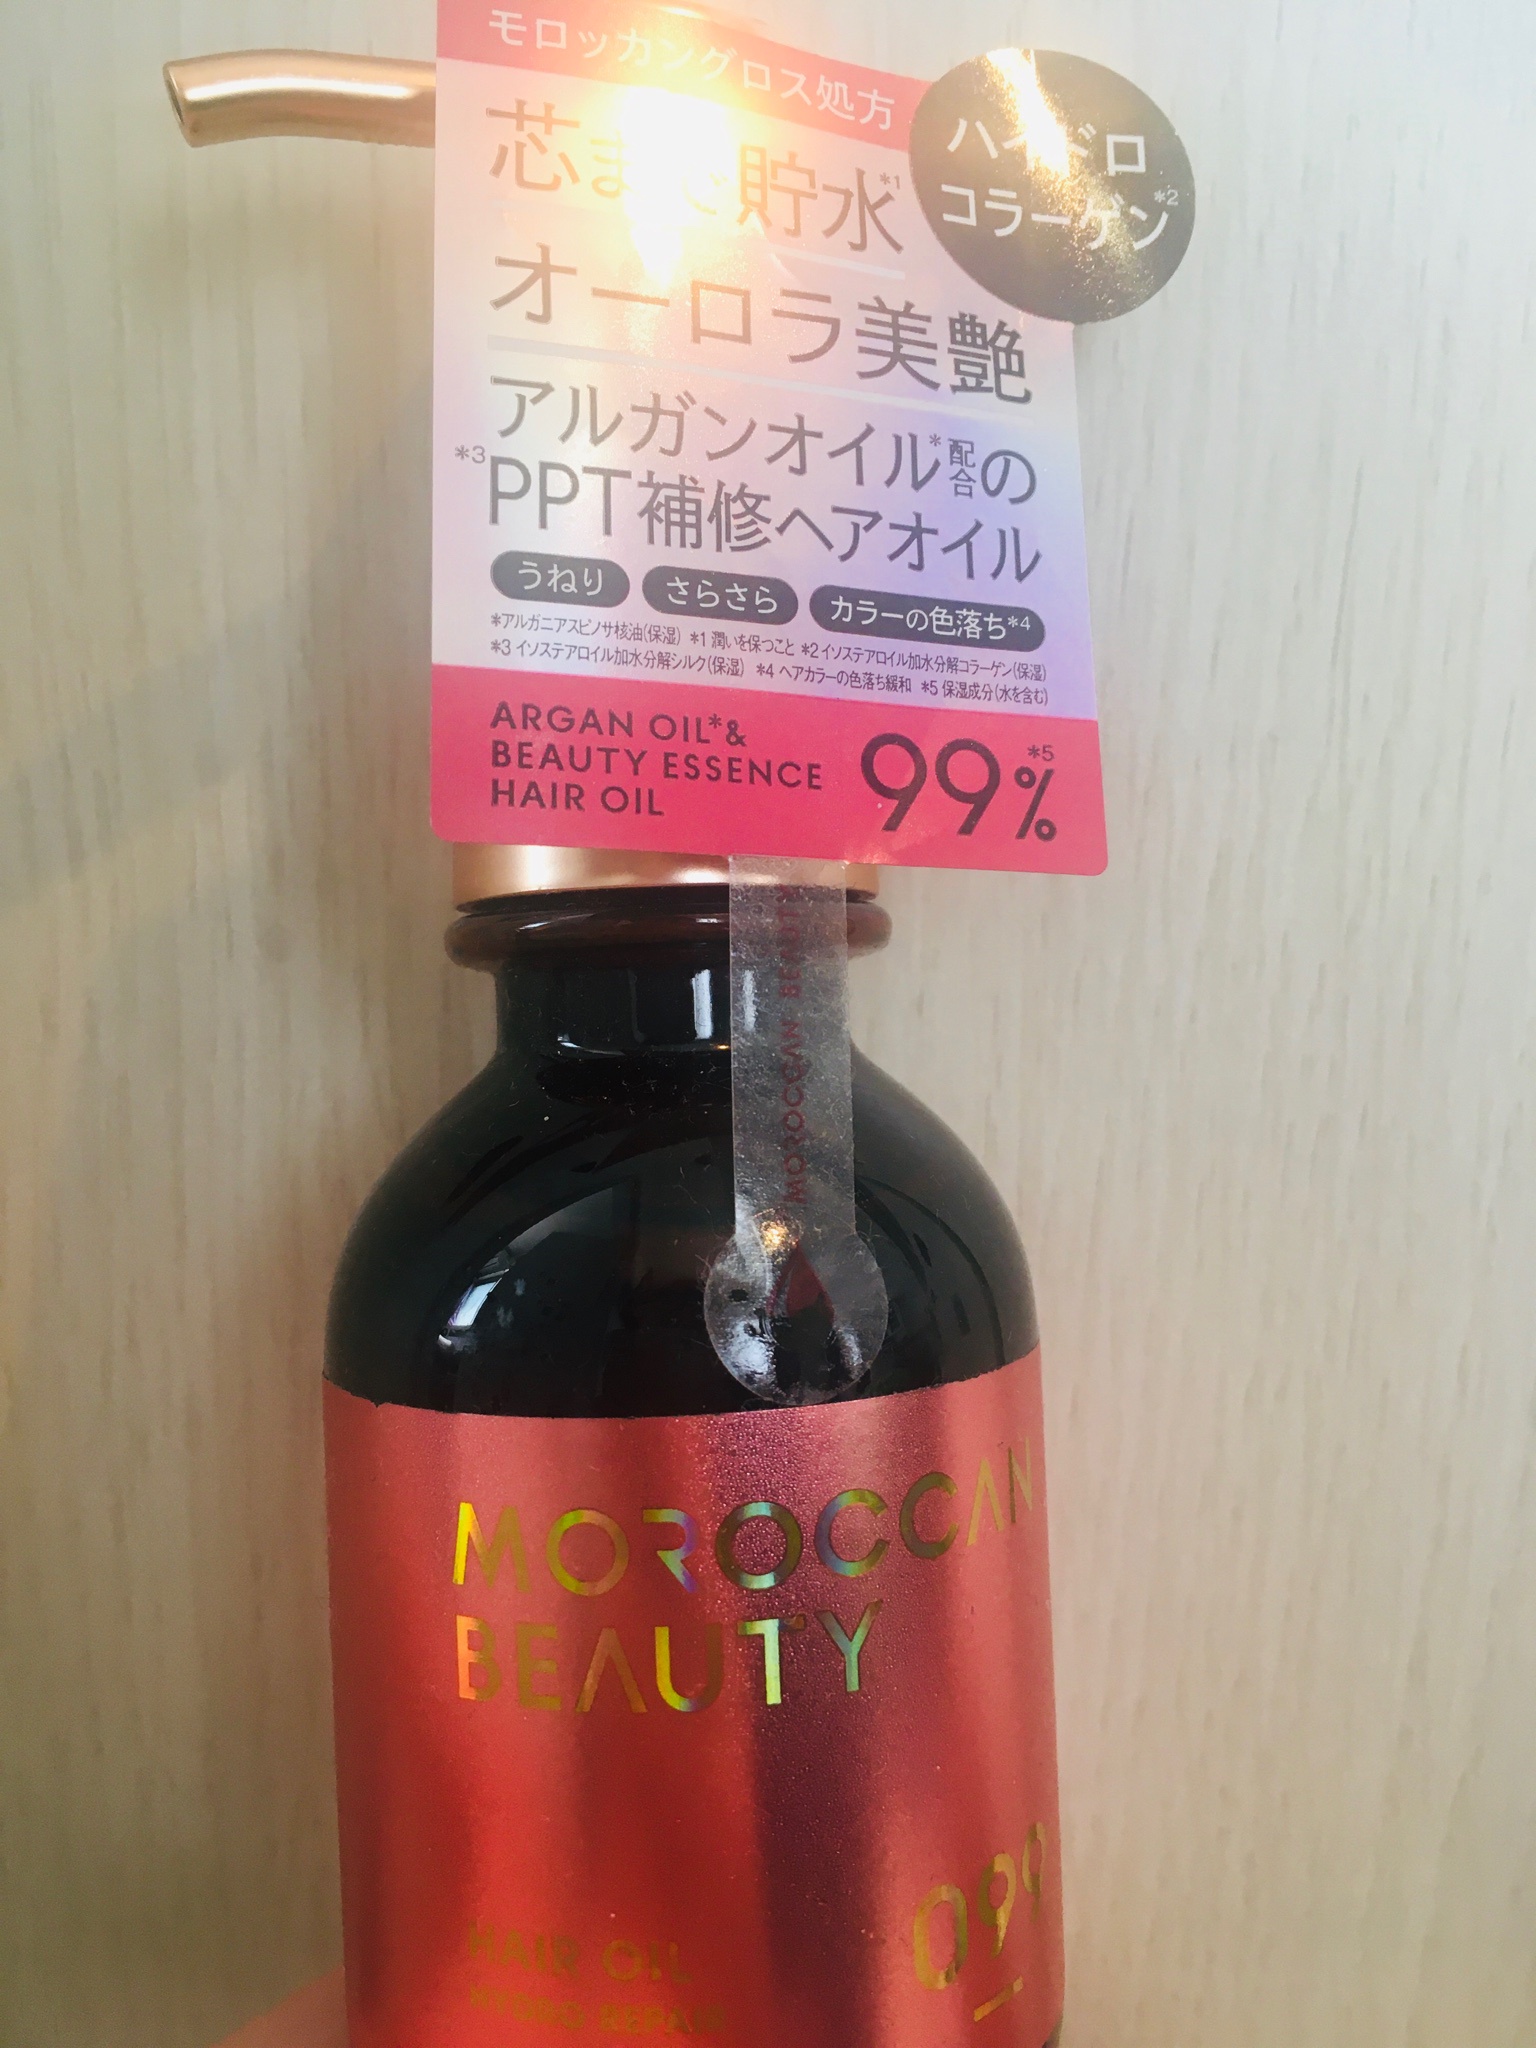 モロッカングロス処方
ハイドロ
コラーゲン*2
芯まで貯水*1
オーロラ美艶
アルガンオイル*配合の
*3PPT補修ヘアオイル
うねり さらさら カラーの色落ち*4
*アルガニアスピノサ核油(保湿) *1 潤いを保つこと *2 イソステアロイル加水分解コラーゲン(保湿)
*3 イソステアロイル加水分解シルク(保湿) *4 ヘアカラーの色落ち緩和 *5 保湿成分(水を含む)
ARGAN OIL*&
BEAUTY ESSENCE
HAIR OIL
99%*5
MOROCCAN BEAUTY
MOROCCAN
BEAUTY
099
HAIR OIL
HYDRO REPAIR